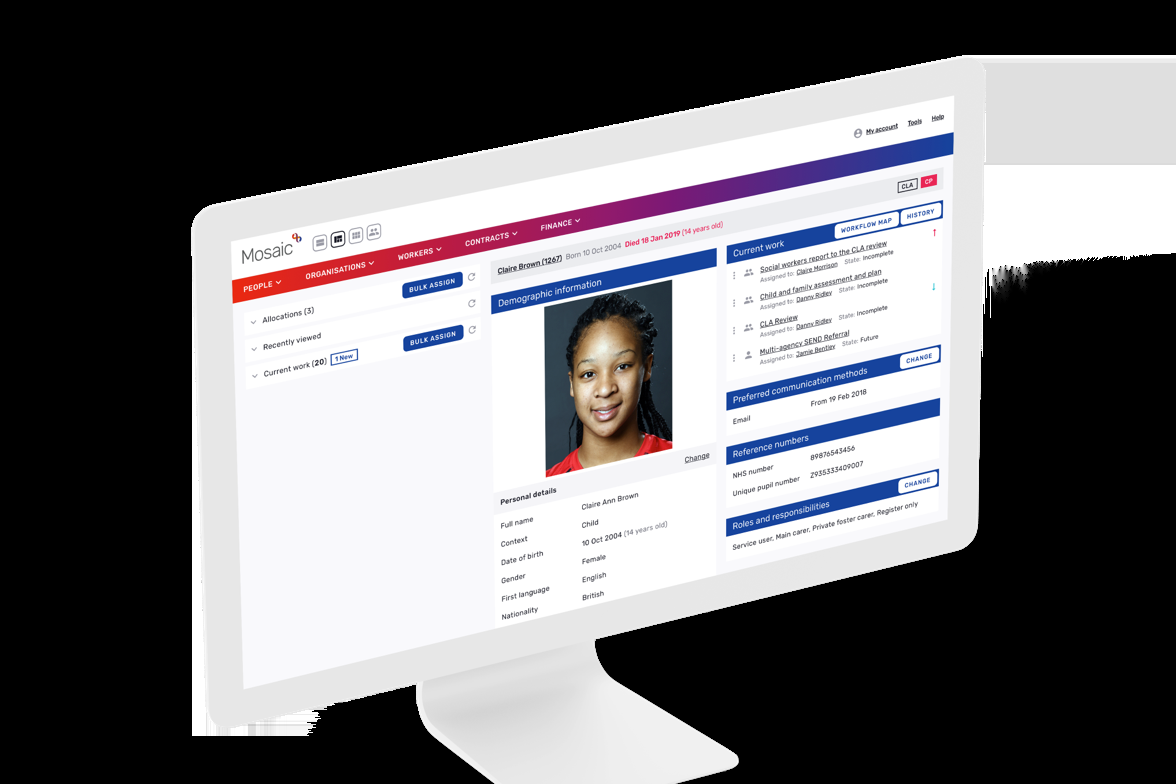 My account Tools Help
Mosaic
PEOPLE ORGANISATIONS WORKERS CONTRACTS FINANCE
Allocations (3) BULK ASSIGN
Recently viewed
Current work (20) 1 New BULK ASSIGN
Claire Brown (1267) Born 10 Oct 2004 Died 18 Jan 2019 (14 years old) CLA CP
Demographic information
Change
Personal details
Full name Claire Ann Brown
Context Child
Date of birth 10 Oct 2004 (14 years old)
Gender Female
First language English
Nationality British
Current work WORKFLOW MAP HISTORY
Social workers report to the CLA review
Assigned to: Claire Morrison State: Incomplete
Child and family assessment and plan
Assigned to: Danny Ridley State: Incomplete
CLA Review
Assigned to: Danny Ridley State: Incomplete
Multi-agency SEND Referral
Assigned to: Jamie Bentley State: Future
Preferred communication methods CHANGE
Email From 19 Feb 2018
Reference numbers
NHS number 89876543456
Unique pupil number Z935333409007
Roles and responsibilities CHANGE
Service user, Main carer, Private foster carer, Register only